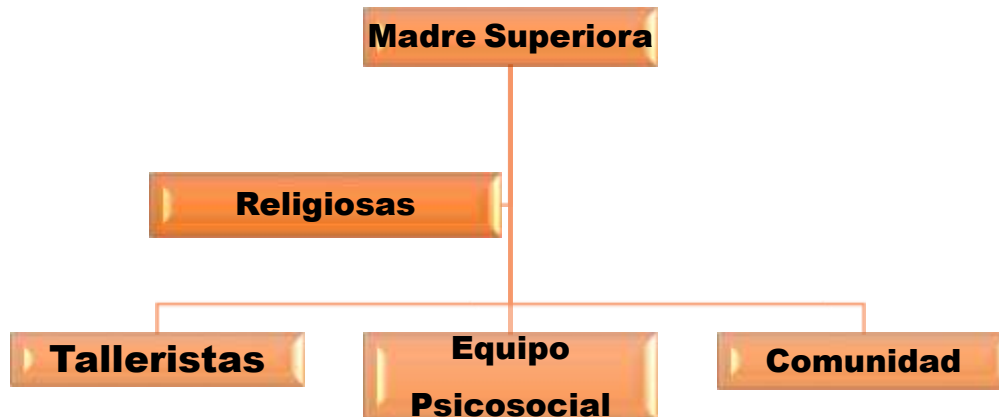 Madre Superiora
Religiosas
Talleristas
Equipo
Psicosocial
Comunidad